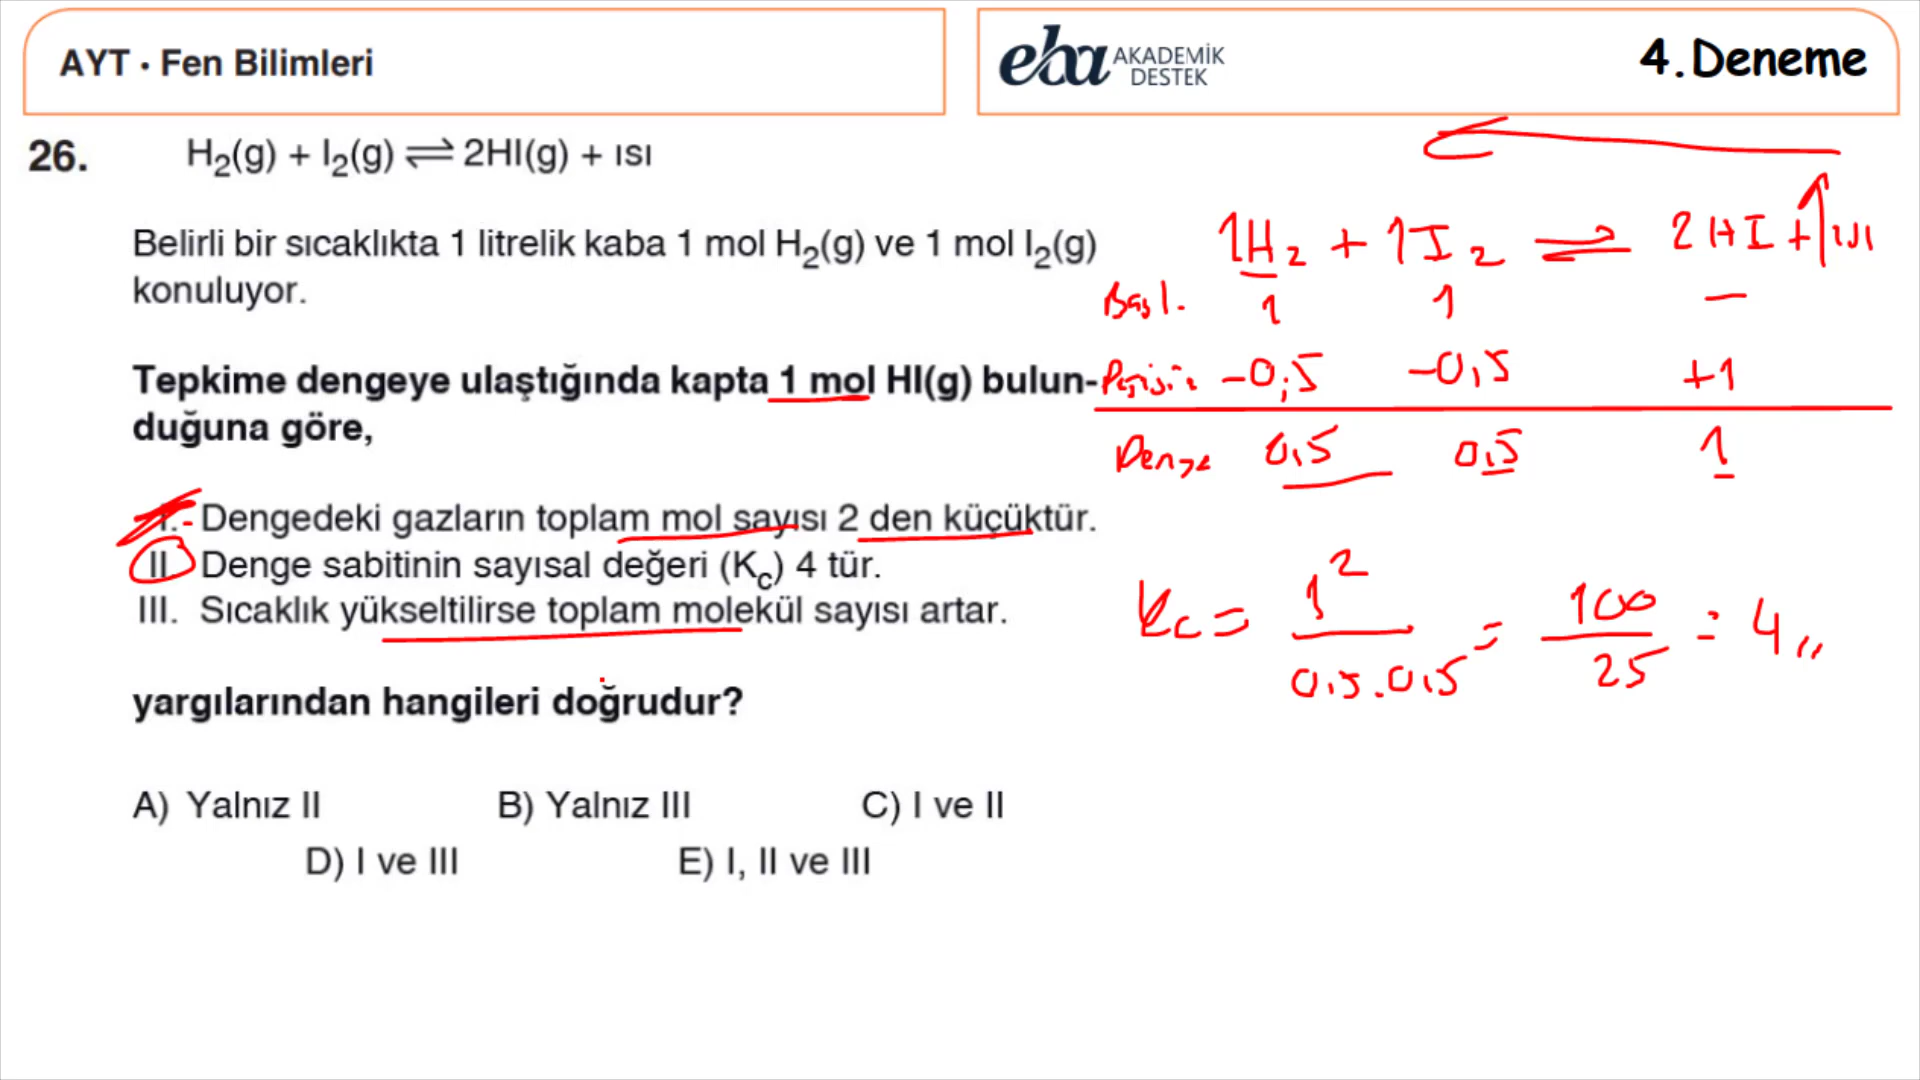 AYT • Fen Bilimleri
eba AKADEMİK DESTEK
4.Deneme
26. H₂(g) + I₂(g) ⇌ 2HI(g) + ısı
Belirli bir sıcaklıkta 1 litrelik kaba 1 mol H₂(g) ve 1 mol I₂(g)
konuluyor.
Tepkime dengeye ulaştığında kapta 1 mol HI(g) bulun-
duğuna göre,
I. Dengedeki gazların toplam mol sayısı 2 den küçüktür.
II. Denge sabitinin sayısal değeri (K_c) 4 tür.
III. Sıcaklık yükseltilirse toplam molekül sayısı artar.
yargılarından hangileri doğrudur?
A) Yalnız II B) Yalnız III C) I ve II
D) I ve III E) I, II ve III
1H₂ + 1I₂ ⇌ 2HI + ısı
Başl. 1 1 —
-0,5 -0,5 +1
Denge 0,5 0,5 1
Kc = 1² / 0,5 . 0,5 = 100 / 25 = 4 //